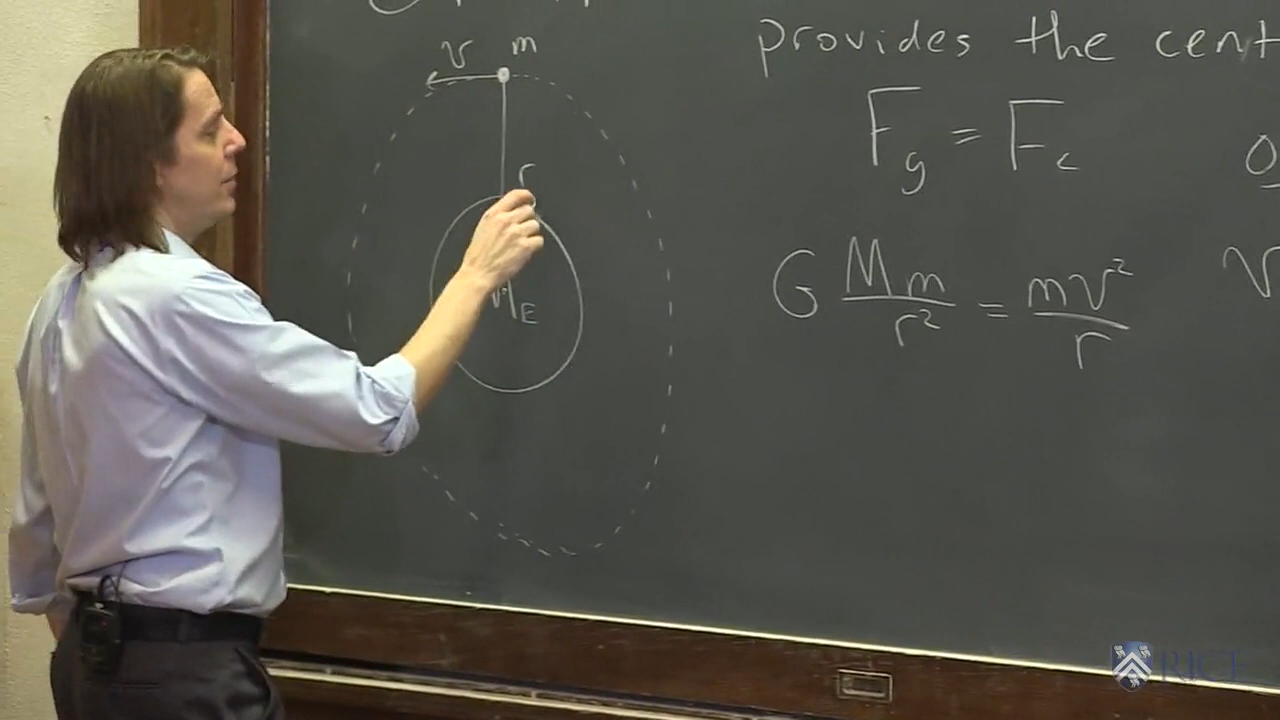 v m
r
M_E
provides the cent
F_g = F_c
G Mm/r² = mv²/r
v
RICE